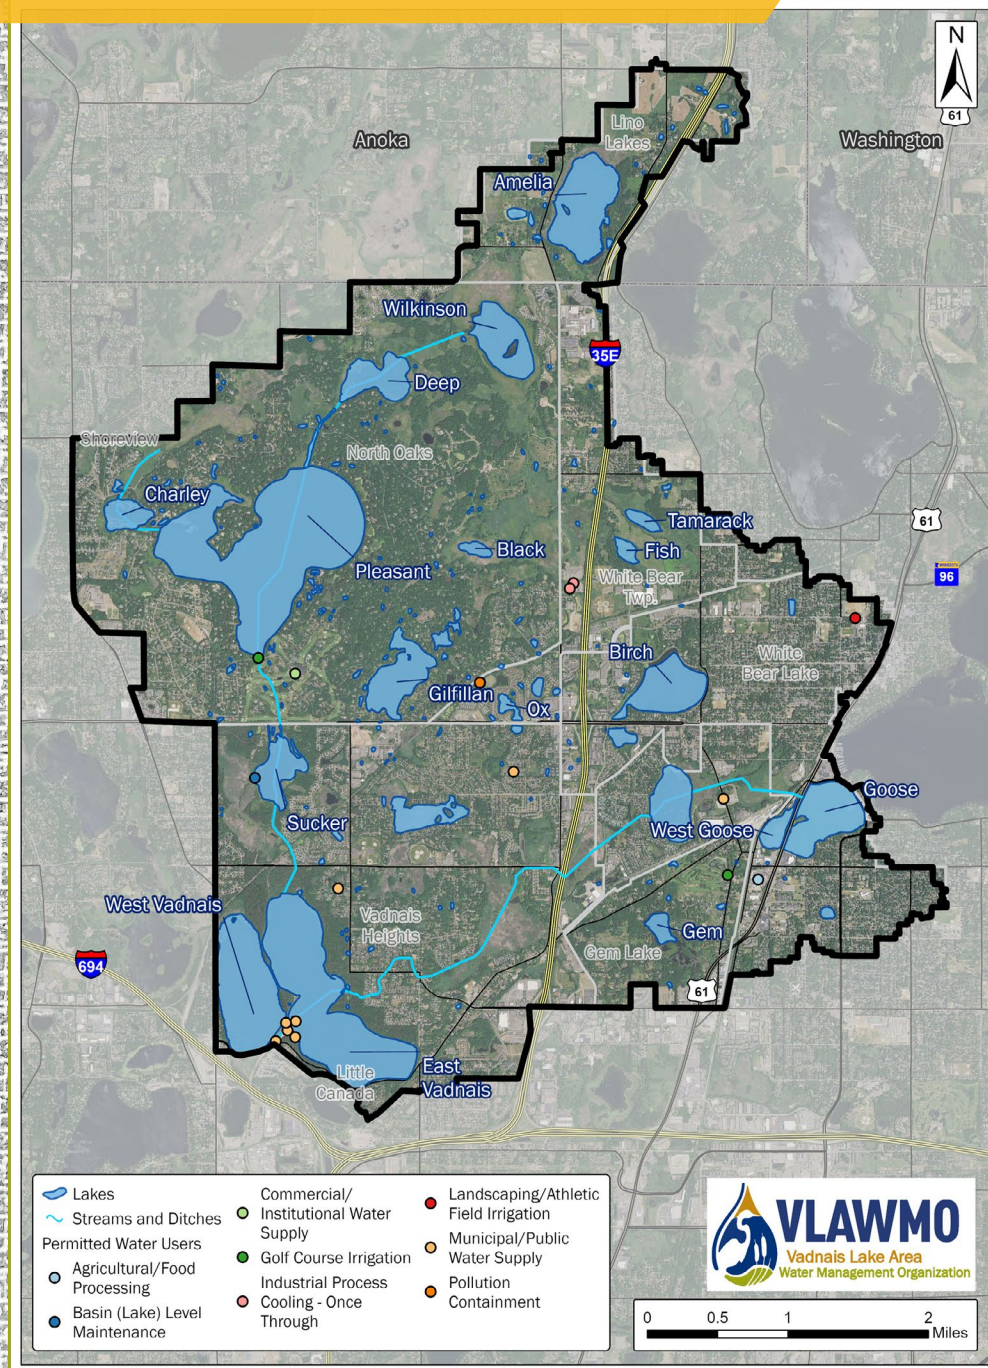 N
61
Anoka
Washington
Lino
Lakes
Amelia
Wilkinson
35E
Deep
Shoreview
North Oaks
Charley
61
Tamarack
Black
Fish
Pleasant
96
White Bear
Twp.
Birch
White
Bear Lake
Gilfillan
Ox
Goose
Sucker
West Goose
West Vadnais
Vadnais
Heights
Gem
Gem Lake
694
61
East
Vadnais
Little
Canada
Lakes
Streams and Ditches
Permitted Water Users
Agricultural/Food
Processing
Basin (Lake) Level
Maintenance
Commercial/
Institutional Water
Supply
Golf Course Irrigation
Industrial Process
Cooling - Once
Through
Landscaping/Athletic
Field Irrigation
Municipal/Public
Water Supply
Pollution
Containment
VLAWMO
Vadnais Lake Area
Water Management Organization
0 0.5 1 2
Miles